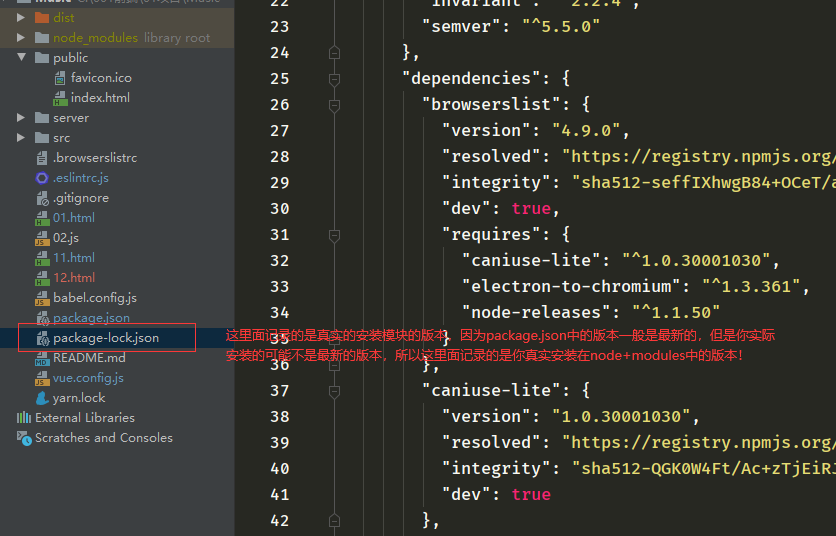 dist
node_modules library root
public
favicon.ico
index.html
server
src
.browserslistrc
.eslintrc.js
.gitignore
01.html
02.js
11.html
12.html
babel.config.js
package.json
package-lock.json
README.md
vue.config.js
yarn.lock
External Libraries
Scratches and Consoles
22 "invariant": "^2.2.4",
23 "semver": "^5.5.0"
24 },
25 "dependencies": {
26 "browserslist": {
27 "version": "4.9.0",
28 "resolved": "https://registry.npmjs.org/
29 "integrity": "sha512-seffIXhwgB84+OCeT/
30 "dev": true,
31 "requires": {
32 "caniuse-lite": "^1.0.30001030",
33 "electron-to-chromium": "^1.3.361",
34 "node-releases": "^1.1.50"
35 }
这里面记录的是真实的安装模块的版本，因为package.json中的版本一般是最新的，但是你实际
安装的可能不是最新的版本，所以这里面记录的是你真实安装在node+modules中的版本！
36 },
37 "caniuse-lite": {
38 "version": "1.0.30001030",
39 "resolved": "https://registry.npmjs.org/
40 "integrity": "sha512-QGK0W4Ft/Ac+zTjEiRJ
41 "dev": true
42 },